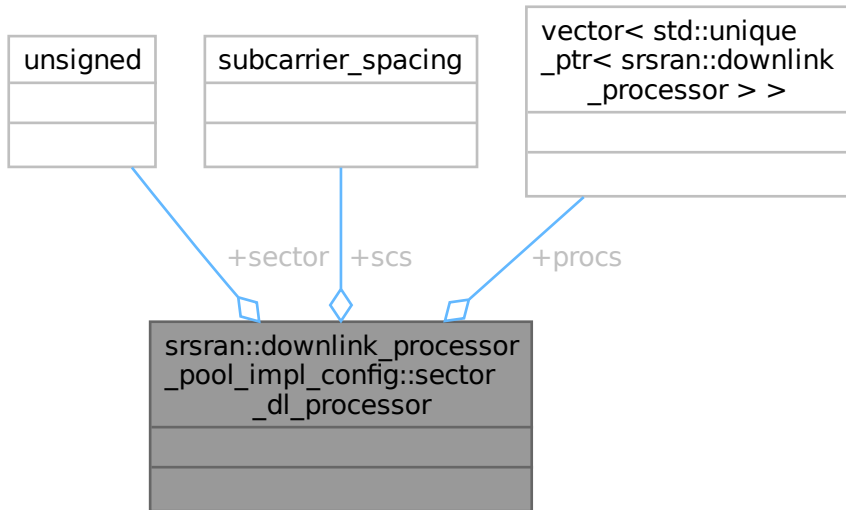 unsigned
subcarrier_spacing
vector< std::unique
_ptr< srsran::downlink
_processor > >
+sector
+scs
+procs
srsran::downlink_processor
_pool_impl_config::sector
_dl_processor